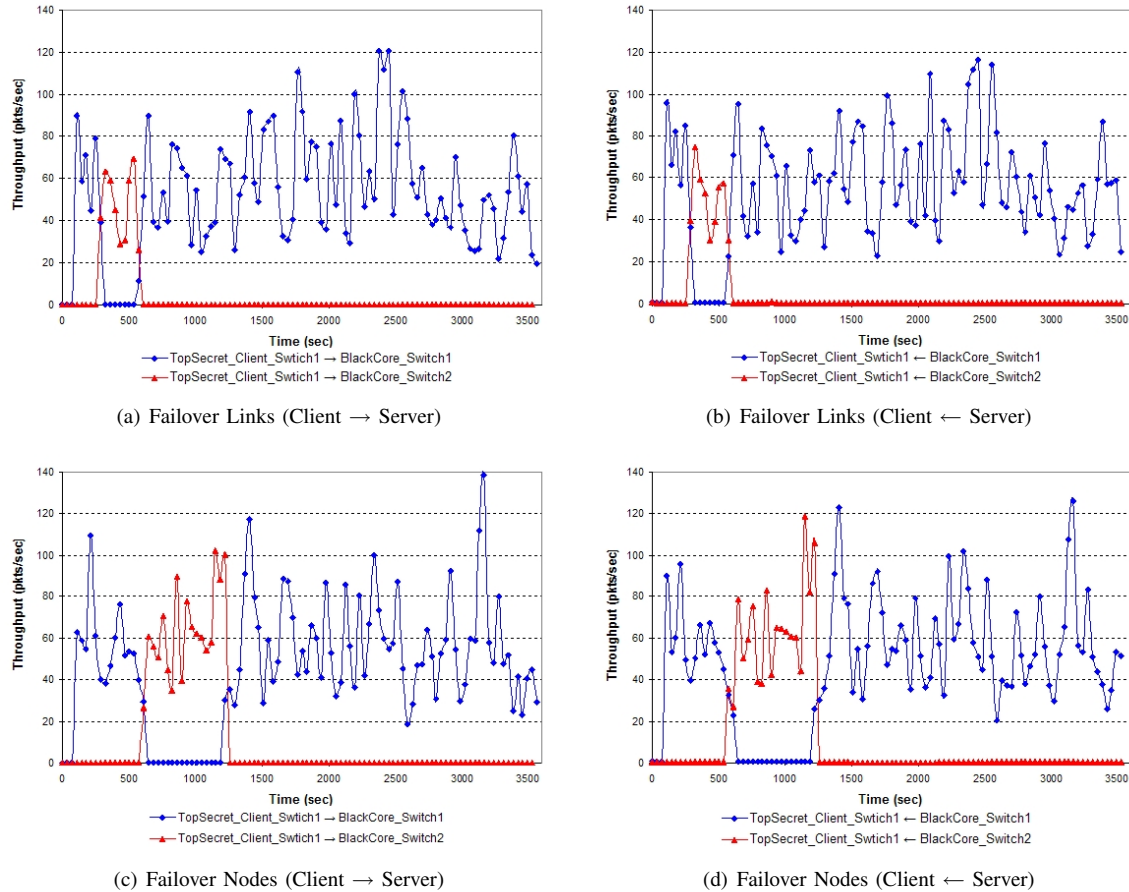 140
120
100
80
60
40
20
0
Throughput (pkts/sec)
0 500 1000 1500 2000 2500 3000 3500
Time (sec)
TopSecret_Client_Swtich1 → BlackCore_Switch1
TopSecret_Client_Swtich1 → BlackCore_Switch2
(a) Failover Links (Client → Server)
140
120
100
80
60
40
20
0
Throughput (pkts/sec)
0 500 1000 1500 2000 2500 3000 3500
Time (sec)
TopSecret_Client_Swtich1 ← BlackCore_Switch1
TopSecret_Client_Swtich1 ← BlackCore_Switch2
(b) Failover Links (Client ← Server)
140
120
100
80
60
40
20
0
Throughput (pkts/sec)
0 500 1000 1500 2000 2500 3000 3500
Time (sec)
TopSecret_Client_Swtich1 → BlackCore_Switch1
TopSecret_Client_Swtich1 → BlackCore_Switch2
(c) Failover Nodes (Client → Server)
140
120
100
80
60
40
20
0
Throughput (pkts/sec)
0 500 1000 1500 2000 2500 3000 3500
Time (sec)
TopSecret_Client_Swtich1 ← BlackCore_Switch1
TopSecret_Client_Swtich1 ← BlackCore_Switch2
(d) Failover Nodes (Client ← Server)